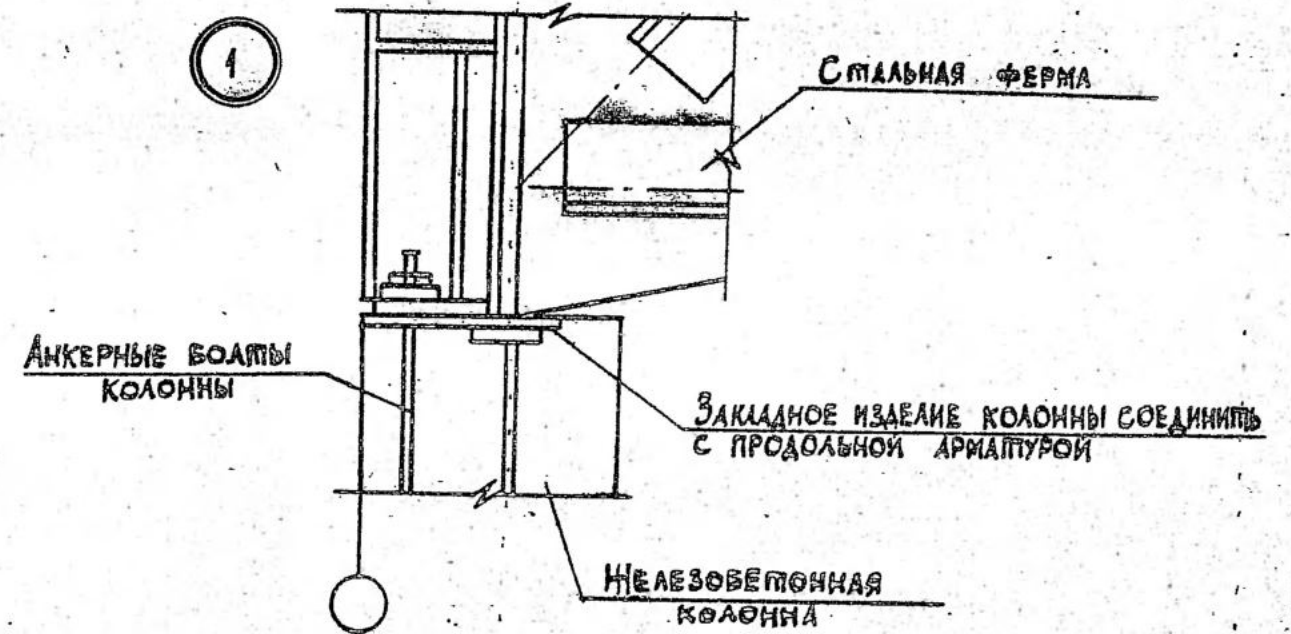 1
Стальная ферма
Анкерные болты
колонны
Закладное изделие колонны соединить
с продольной арматурой
Железобетонная
колонна